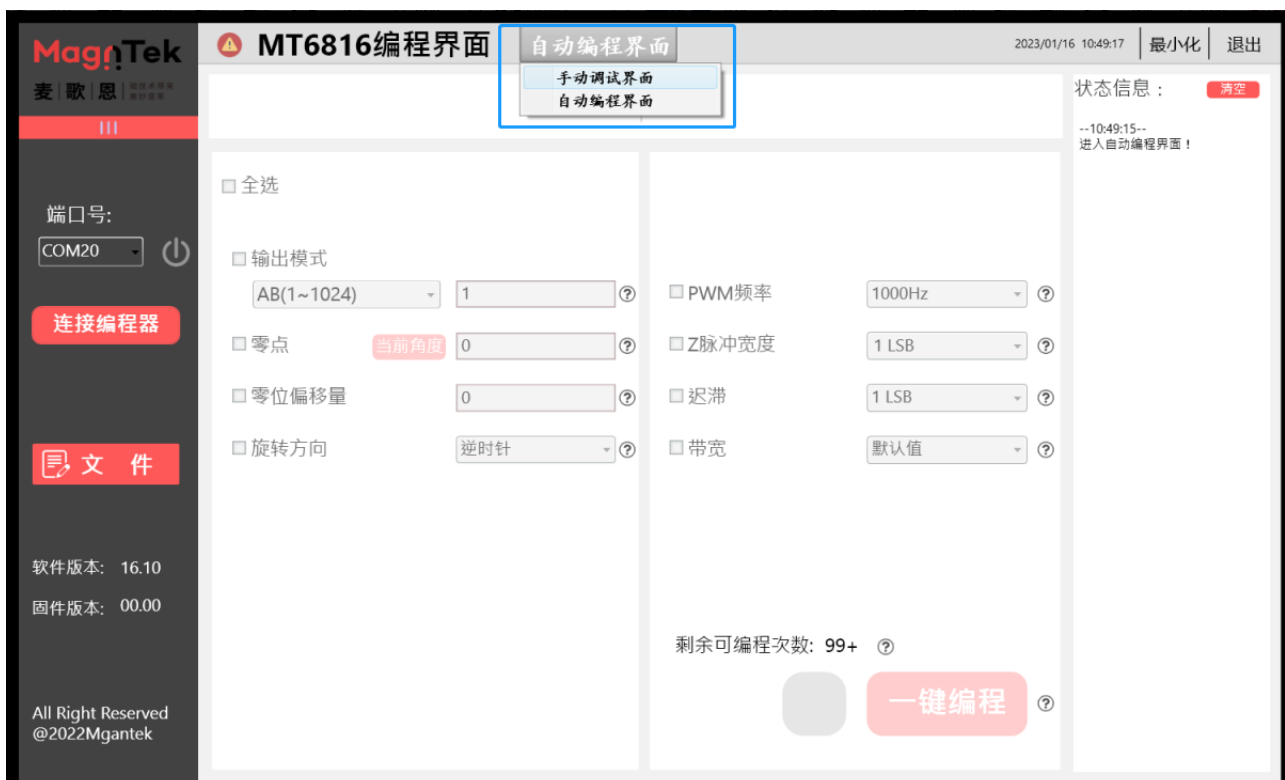 MagnTek
麦|歌|恩
MT6816编程界面
自动编程界面
2023/01/16 10:49:17
最小化
退出
手动调试界面
自动编程界面
状态信息:
清空
--10:49:15--
进入自动编程界面!
端口号:
COM20
连接编程器
文 件
软件版本: 16.10
固件版本: 00.00
All Right Reserved
@2022Mgantek
全选
输出模式
AB(1~1024) 1
零点 当前角度 0
零位偏移量 0
旋转方向 逆时针
PWM频率 1000Hz
Z脉冲宽度 1 LSB
迟滞 1 LSB
带宽 默认值
剩余可编程次数: 99+
一键编程